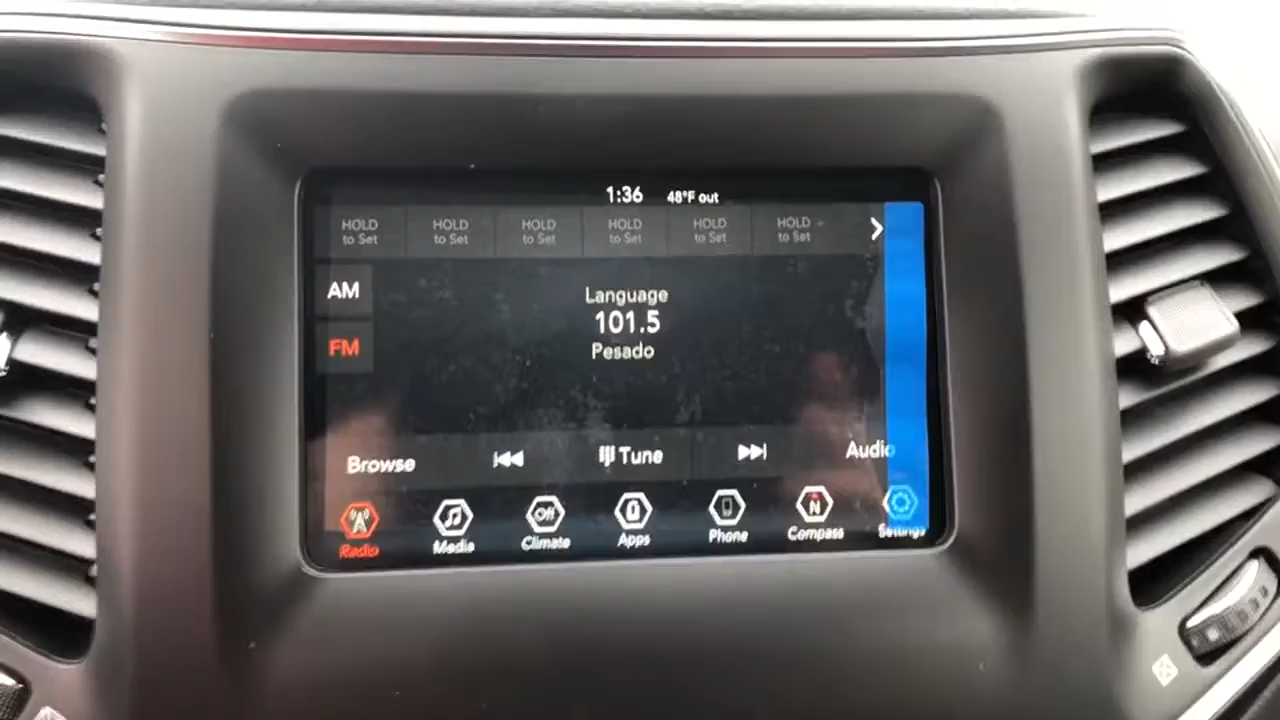 1:36 48°F out
HOLD to Set
HOLD to Set
HOLD to Set
HOLD to Set
HOLD to Set
HOLD to Set
AM
Language
101.5
FM
Pesado
Browse Tune Audio
Off N
Radio Media Climate Apps Phone Compass Settings